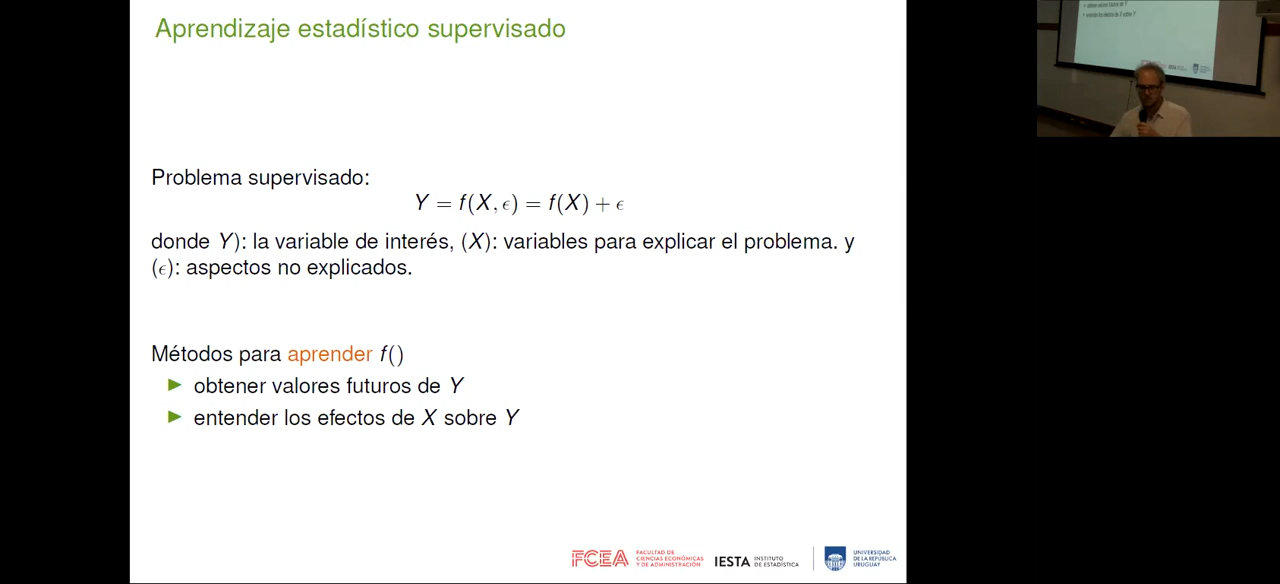 Aprendizaje estadístico supervisado
Problema supervisado:
Y = f(X, ϵ) = f(X) + ϵ
donde Y): la variable de interés, (X): variables para explicar el problema. y
(ϵ): aspectos no explicados.
Métodos para aprender f()
► obtener valores futuros de Y
► entender los efectos de X sobre Y
FCEA FACULTAD DE
CIENCIAS ECONÓMICAS
Y DE ADMINISTRACIÓN
IESTA INSTITUTO
DE ESTADÍSTICA
UNIVERSIDAD
DE LA REPÚBLICA
URUGUAY